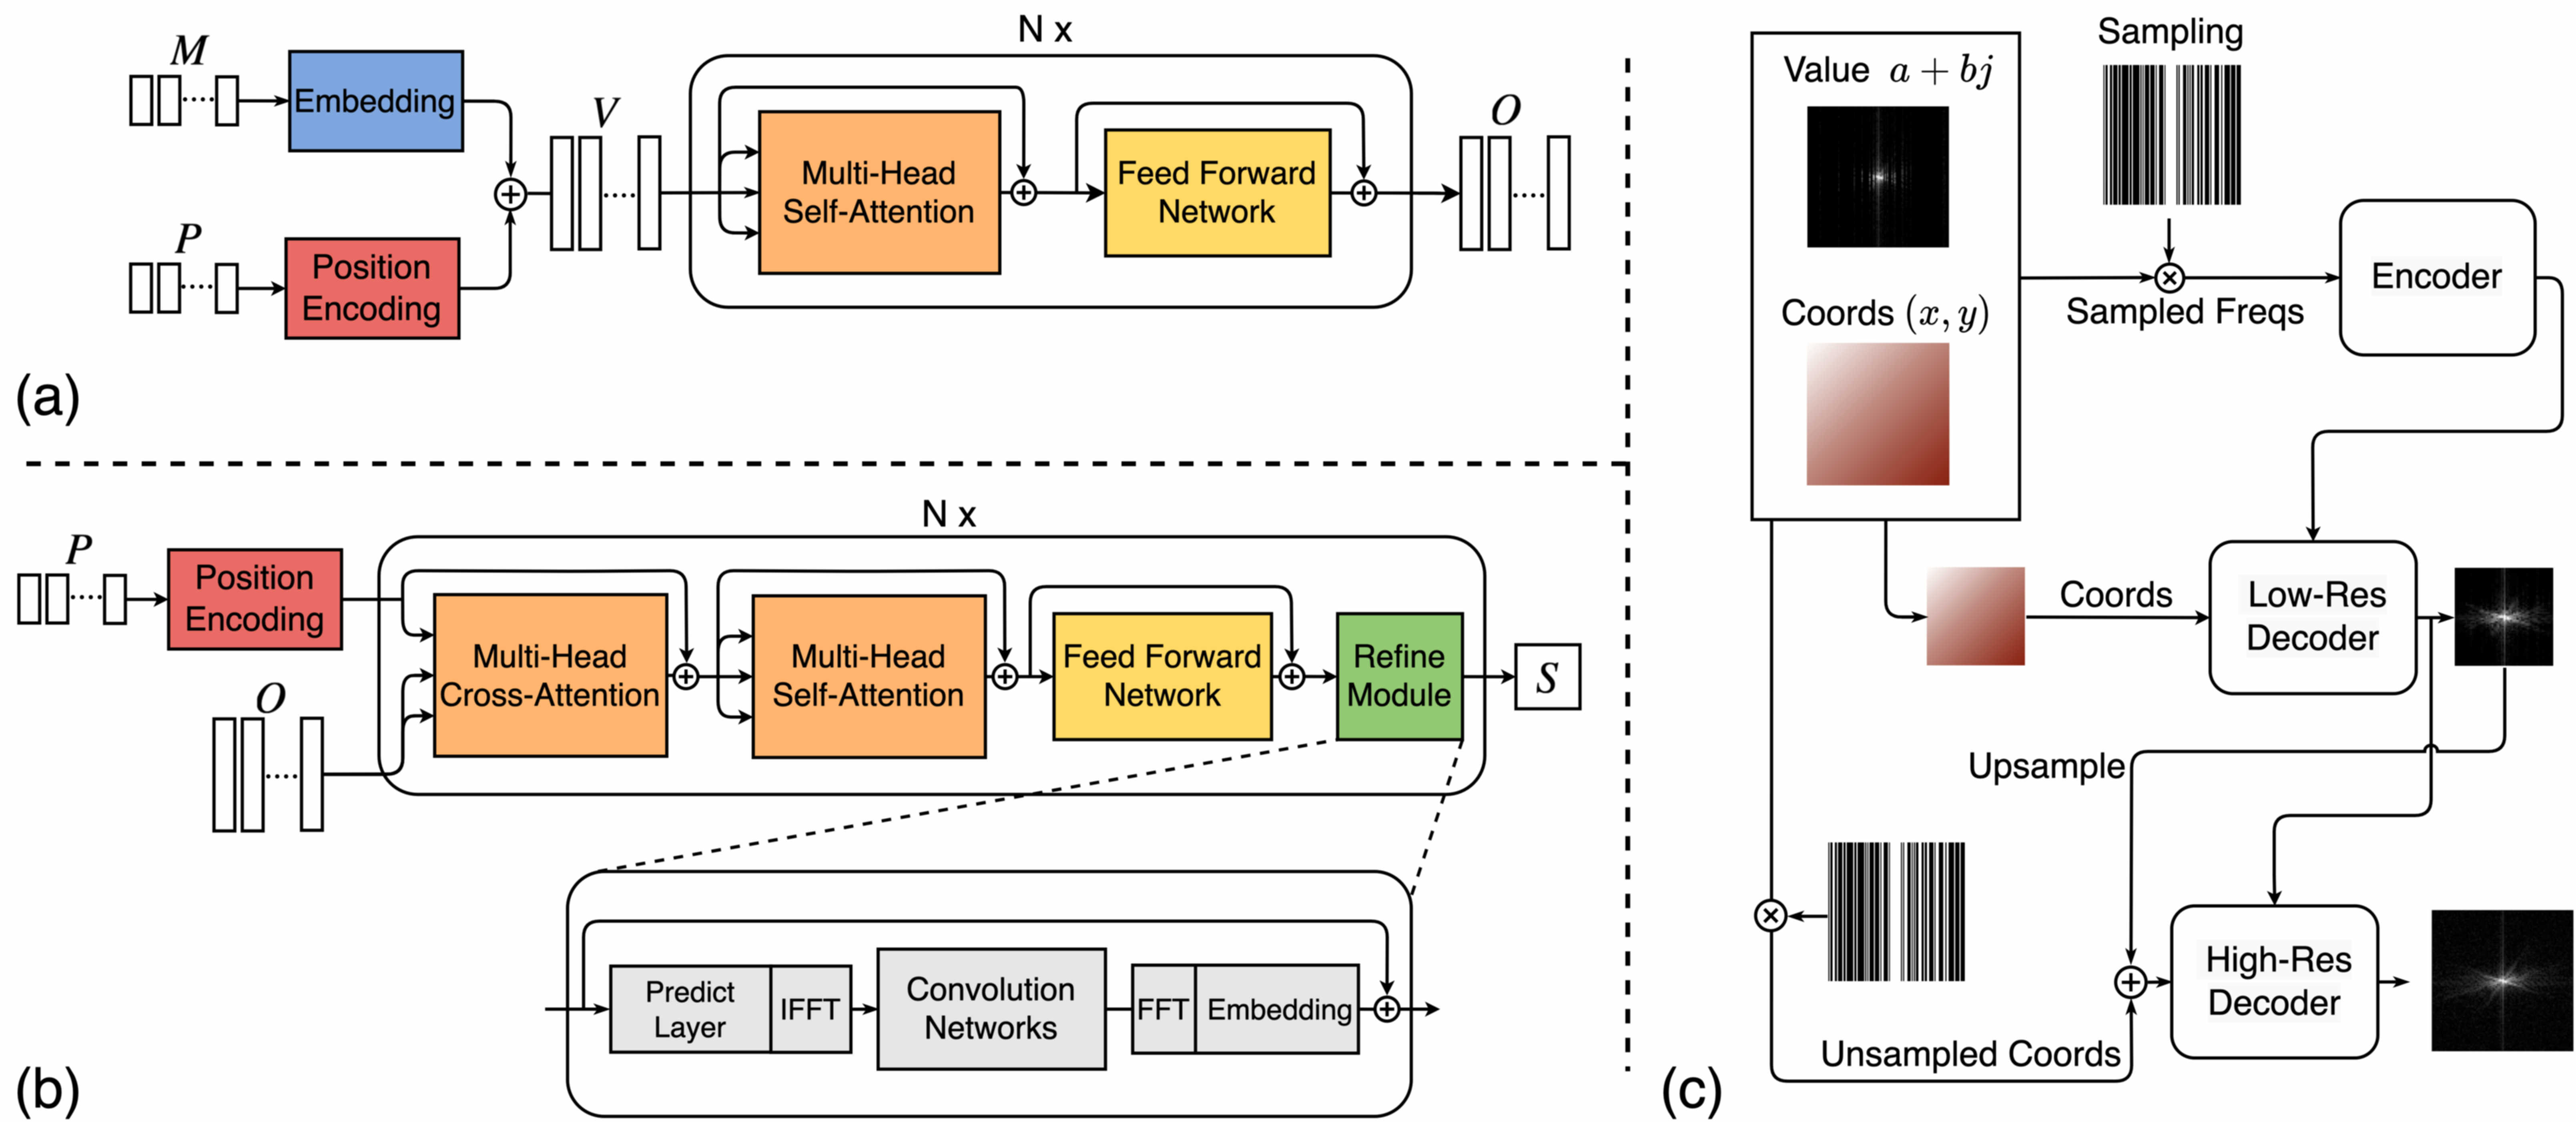 N x
M
Embedding
V
O
Multi-Head
Self-Attention
Feed Forward
Network
P
Position
Encoding
(a)
N x
P
Position
Encoding
O
Multi-Head
Cross-Attention
Multi-Head
Self-Attention
Feed Forward
Network
Refine
Module
S
Predict
Layer
IFFT
Convolution
Networks
FFT
Embedding
(b)
Sampling
Value a + bj
Coords (x, y)
Sampled Freqs
Encoder
Coords
Low-Res
Decoder
Upsample
High-Res
Decoder
Unsampled Coords
(c)